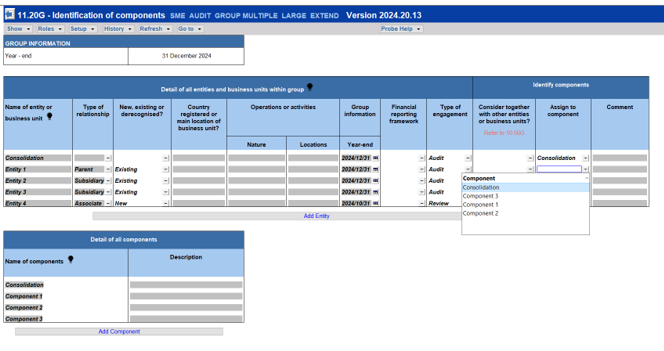 11.20G - Identification of components SME AUDIT GROUP MULTIPLE LARGE EXTEND Version 2024.20.13
Show Roles Setup History Refresh Go to Probe Help
GROUP INFORMATION
Year - end 31 December 2024
Detail of all entities and business units within group Identify components
Name of entity or business unit Type of relationship New, existing or derecognised? Country registered or main location of business unit? Operations or activities Group information Financial reporting framework Type of engagement Consider together with other entities or business units? Assign to component Comment
Refer to 10.500
Nature Locations Year-end
Consolidation 2024/12/31 Audit Consolidation
Entity 1 Parent Existing 2024/12/31 Audit
Entity 2 Subsidiary Existing 2024/12/31 Audit
Entity 3 Subsidiary Existing 2024/12/31 Audit
Entity 4 Associate New 2024/10/31 Review
Component
Consolidation
Component 3
Component 1
Component 2
Add Entity
Detail of all components
Name of components Description
Consolidation
Component 1
Component 2
Component 3
Add Component